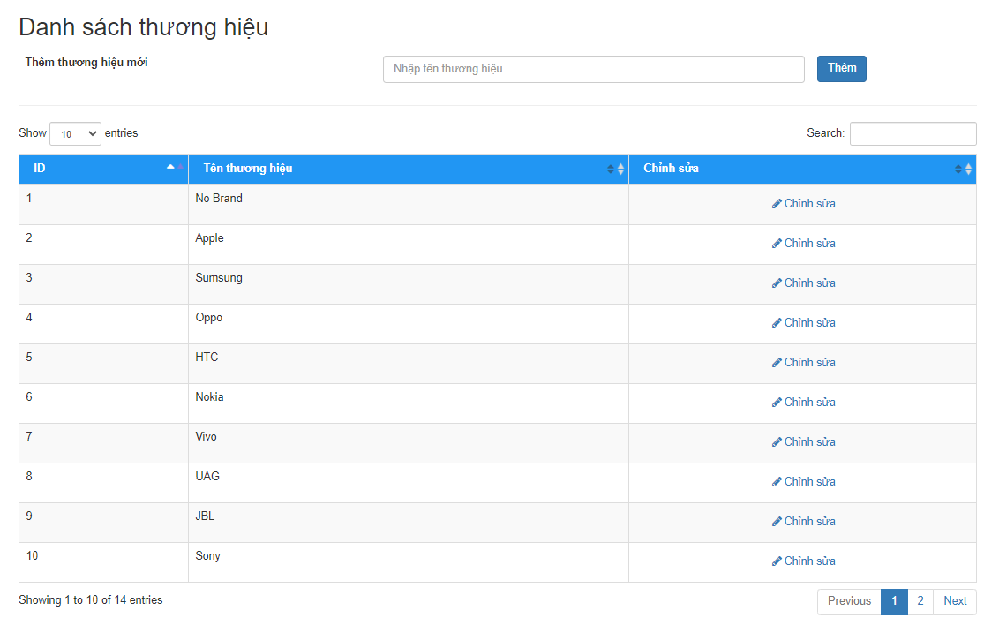 Danh sách thương hiệu
Thêm thương hiệu mới Nhập tên thương hiệu Thêm
Show 10 entries Search:
ID Tên thương hiệu Chỉnh sửa
1 No Brand Chỉnh sửa
2 Apple Chỉnh sửa
3 Sumsung Chỉnh sửa
4 Oppo Chỉnh sửa
5 HTC Chỉnh sửa
6 Nokia Chỉnh sửa
7 Vivo Chỉnh sửa
8 UAG Chỉnh sửa
9 JBL Chỉnh sửa
10 Sony Chỉnh sửa
Showing 1 to 10 of 14 entries Previous 1 2 Next